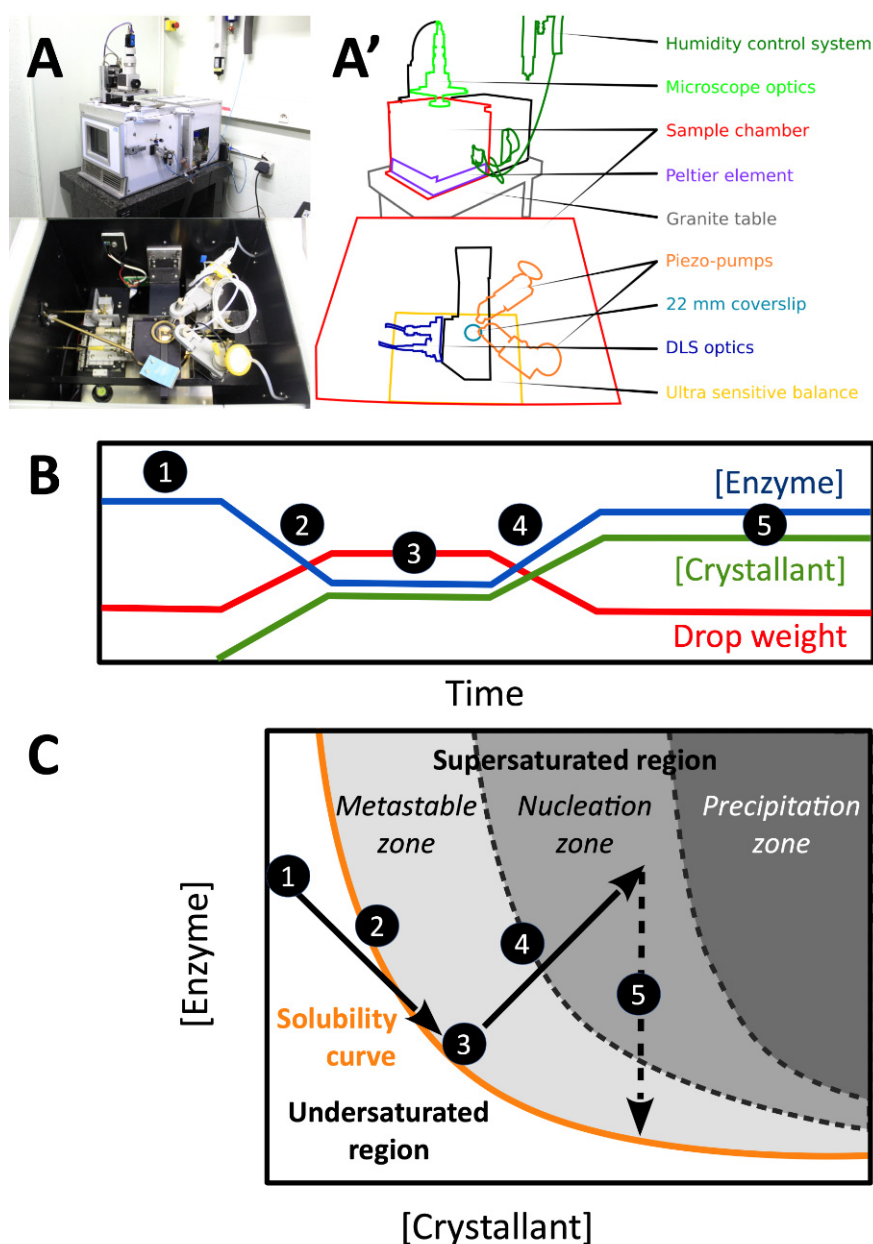 A
A'
Humidity control system
Microscope optics
Sample chamber
Peltier element
Granite table
Piezo-pumps
22 mm coverslip
DLS optics
Ultra sensitive balance
B
1
2
3
4
5
[Enzyme]
[Crystallant]
Drop weight
Time
C
Supersaturated region
Metastable
zone
Nucleation
zone
Precipitation
zone
1
2
3
4
5
[Enzyme]
Solubility
curve
Undersaturated
region
[Crystallant]